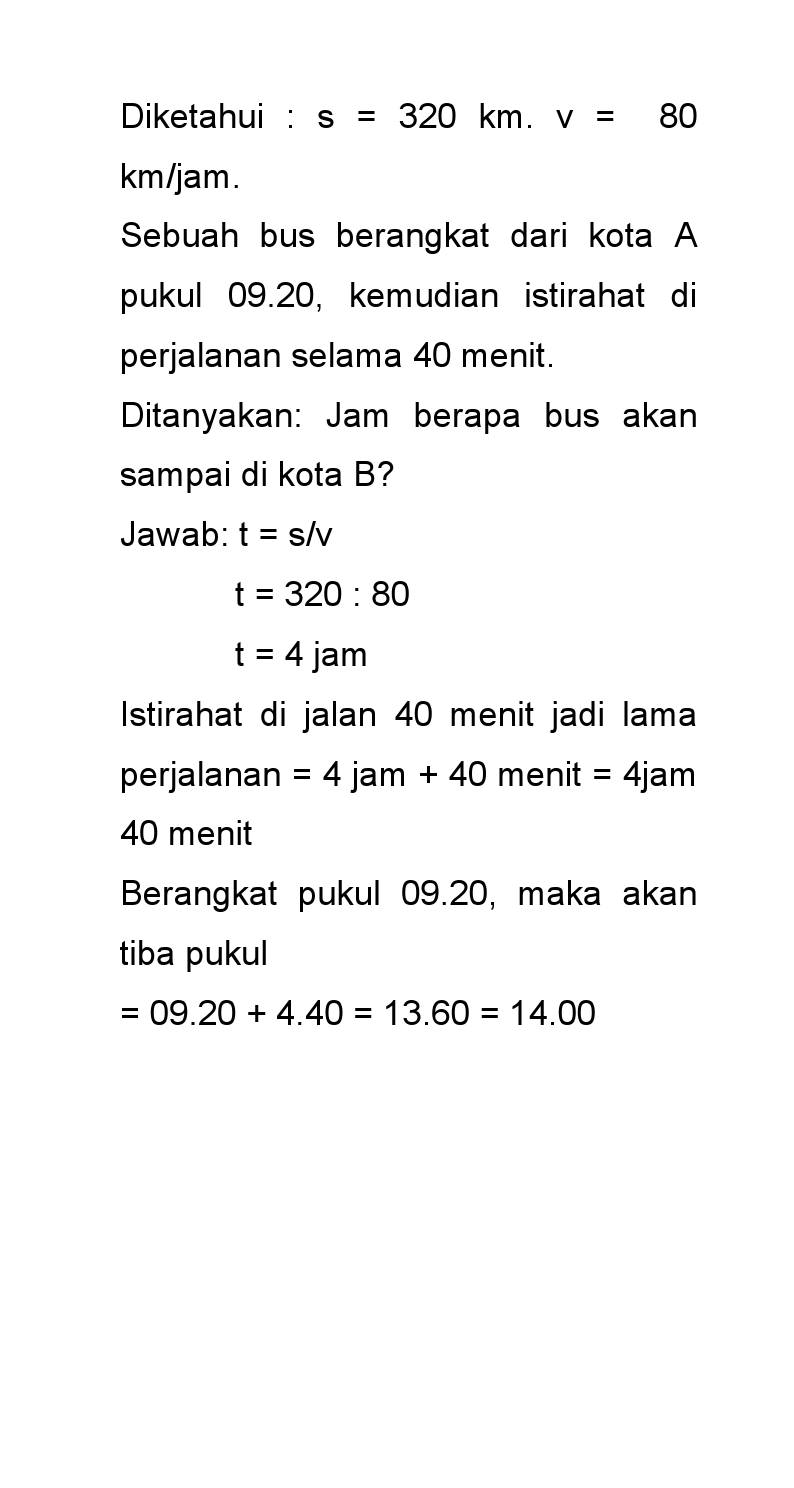 Diketahui : s = 320 km. v = 80
km/jam.
Sebuah bus berangkat dari kota A
pukul 09.20, kemudian istirahat di
perjalanan selama 40 menit.
Ditanyakan: Jam berapa bus akan
sampai di kota B?
Jawab: t = s/v
t = 320 : 80
t = 4 jam
Istirahat di jalan 40 menit jadi lama
perjalanan = 4 jam + 40 menit = 4jam
40 menit
Berangkat pukul 09.20, maka akan
tiba pukul
= 09.20 + 4.40 = 13.60 = 14.00